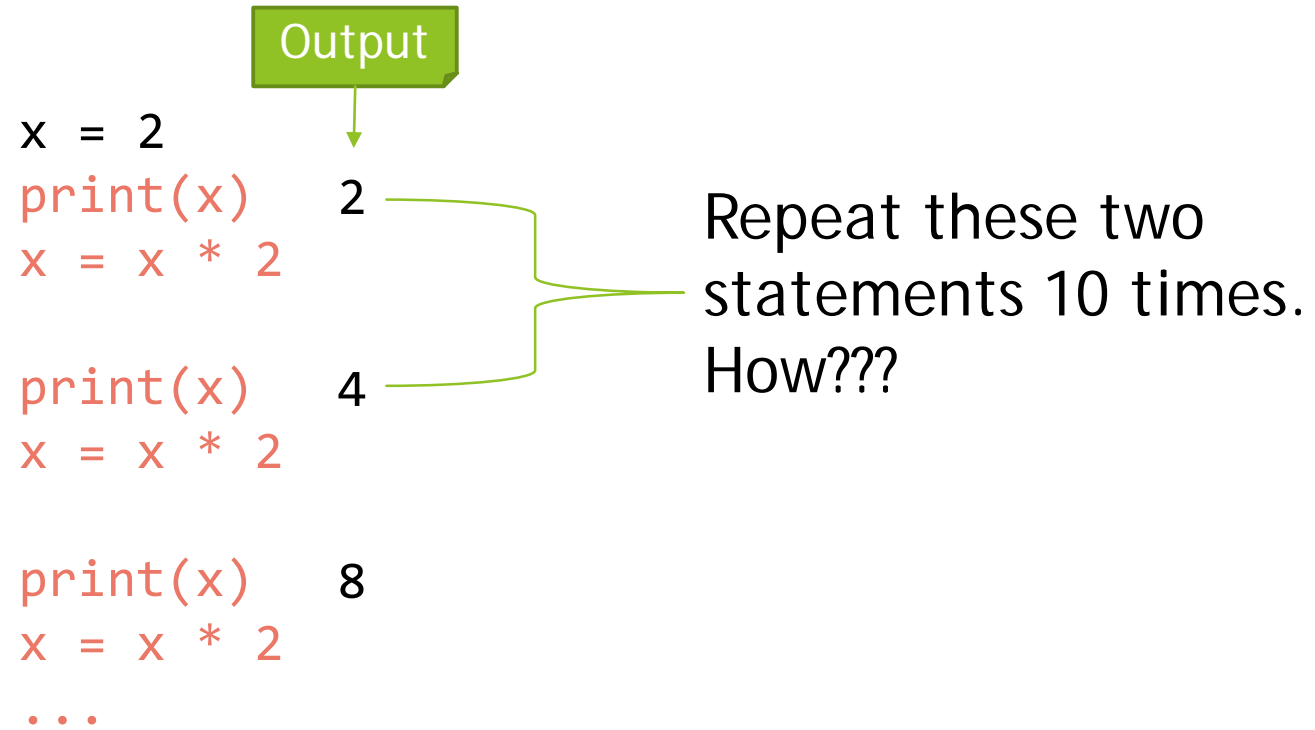 Output
x = 2
print(x) 2
x = x * 2
print(x) 4
x = x * 2
print(x) 8
x = x * 2
...
Repeat these two
statements 10 times.
How???